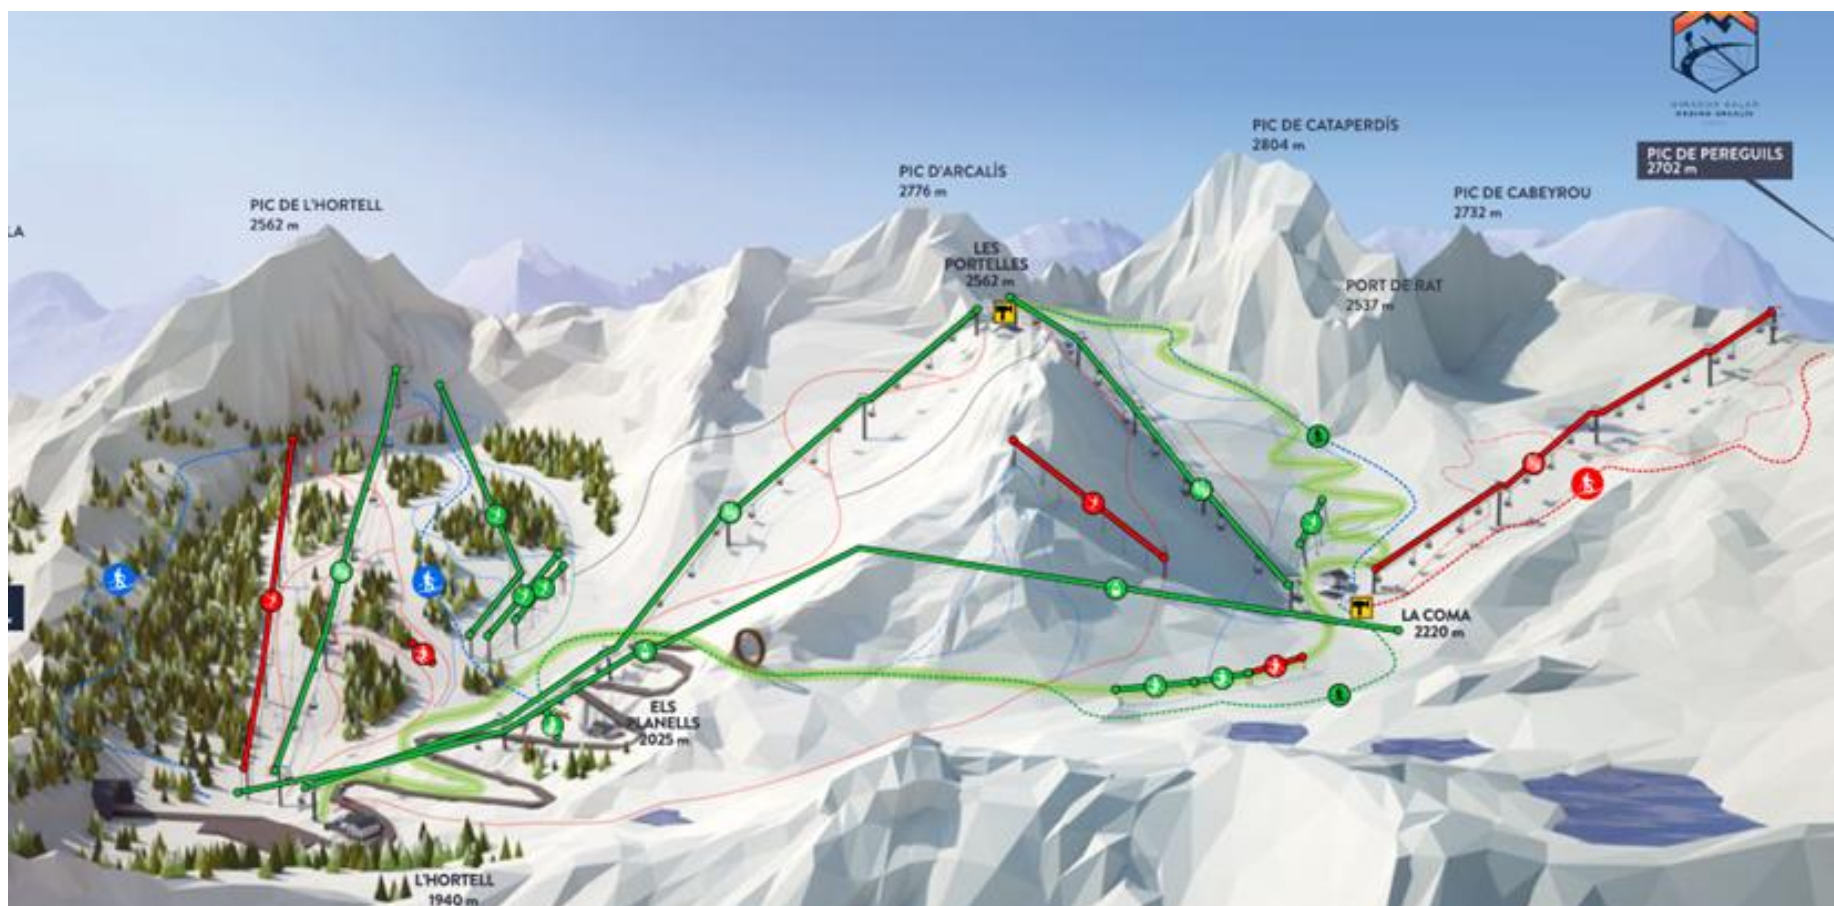 PIC DE CATAPERDÍS
2804 m
PIC DE PEREGUILS
2702 m
PIC D'ARCALÍS
2776 m
PIC DE CABEYROU
2732 m
PIC DE L'HORTELL
2562 m
LA
LES
PORTELLES
2562 m
PORT DE RAT
2537 m
LA COMA
2220 m
ELS
PLANELLS
2025 m
L'HORTELL
1940 m